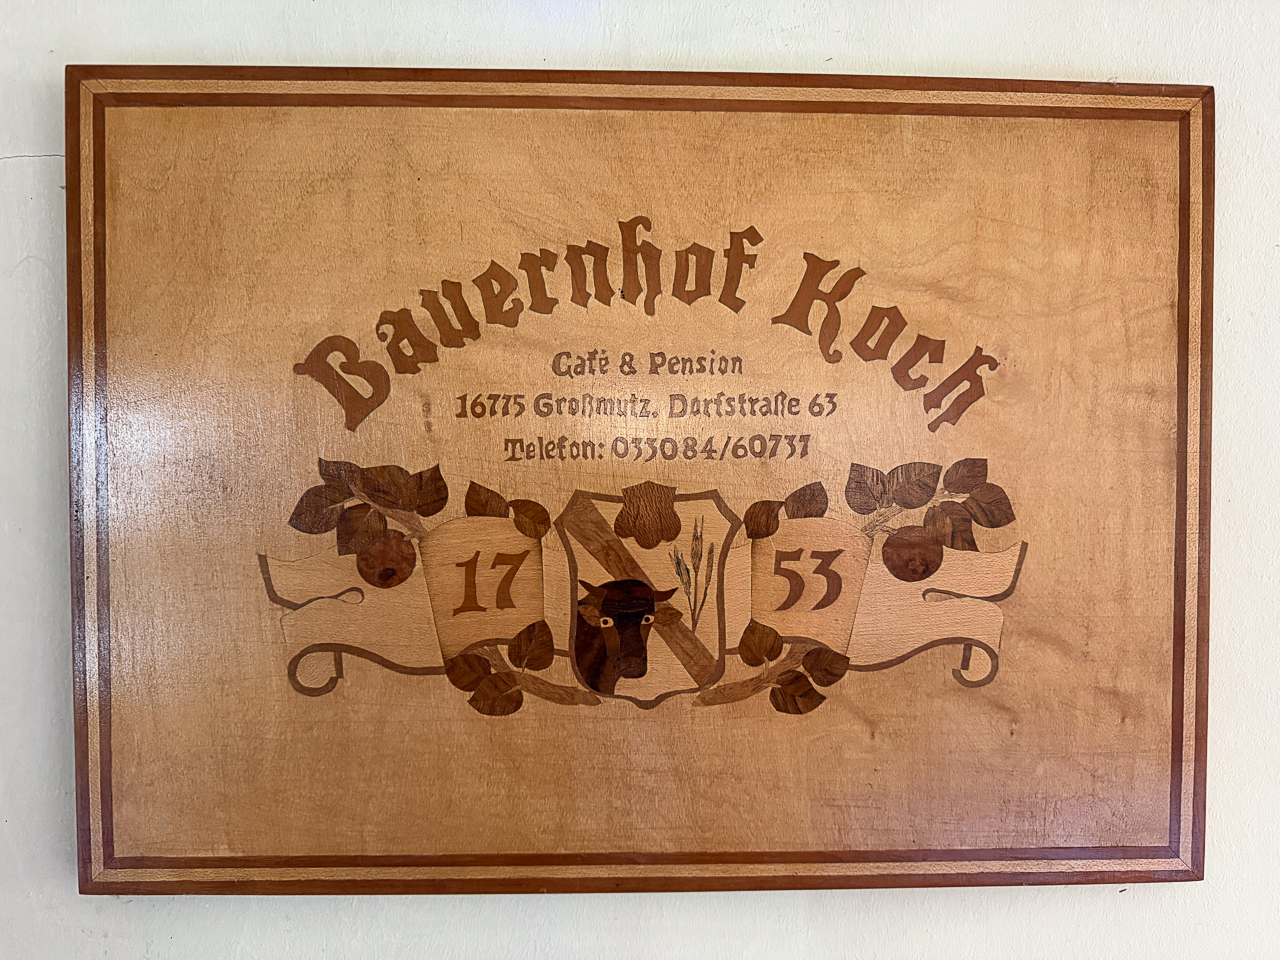 Bauernhof Koch
Café & Pension
16775 Großmutz, Dorfstraße 63
Telefon: 033084/60737
17 53